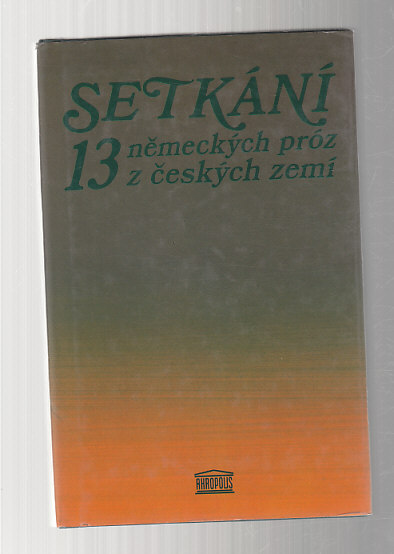 SETKÁNÍ
13 německých próz
z českých zemí
AKROPOLIS